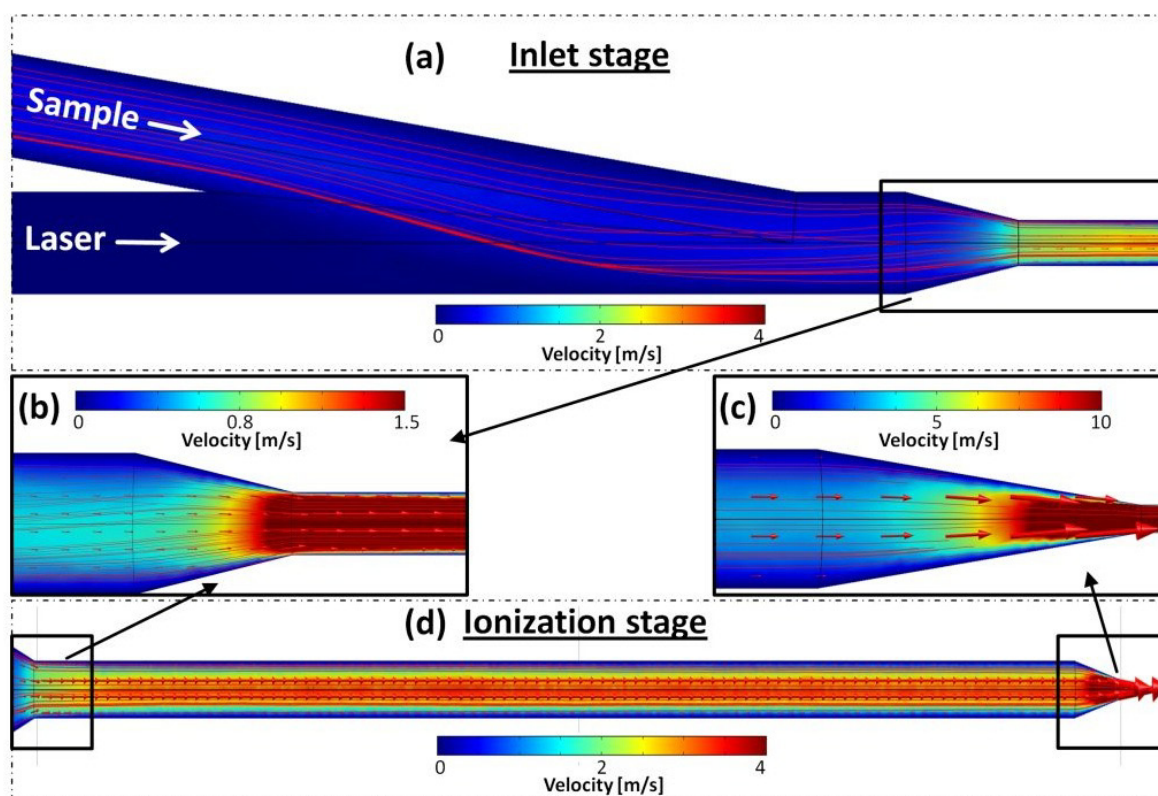 (a) Inlet stage
Sample
Laser
0 2 4
Velocity [m/s]
(b)
0 0.8 1.5
Velocity [m/s]
(c)
0 5 10
Velocity [m/s]
(d) Ionization stage
0 2 4
Velocity [m/s]